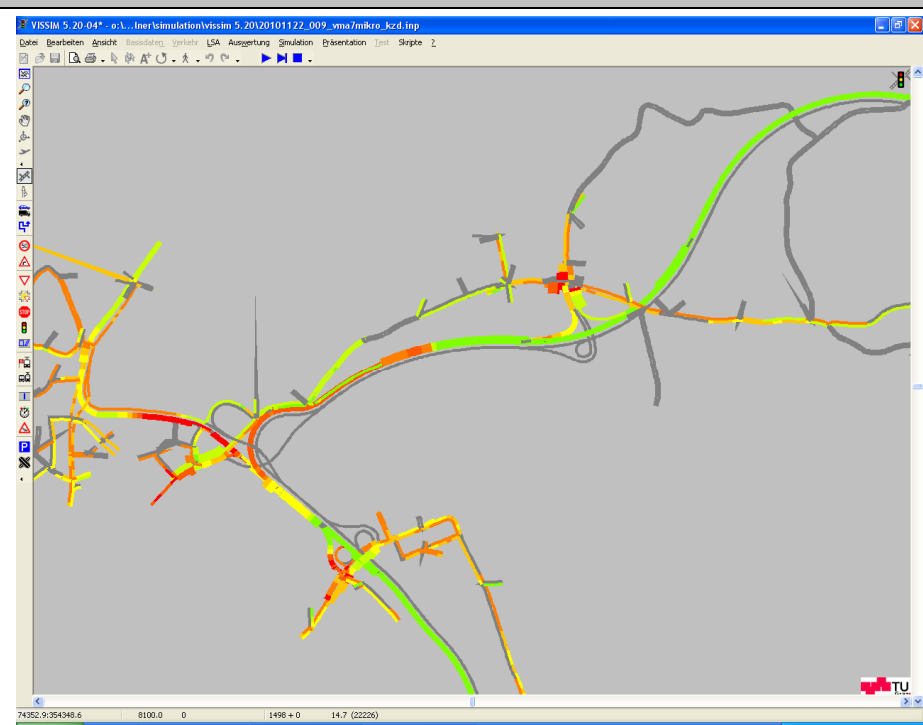 VISSIM 5.20-04* - o:\...lner\simulation\vissim 5.20\20101122_009_vma7mikro_kzd.inp
Datei Bearbeiten Ansicht Basisdaten Verkehr LSA Auswertung Simulation Präsentation Test Skripte ?
STOP
P
TU
74352.9:354348.6 8100.0 0 1498 + 0 14.7 (22226)